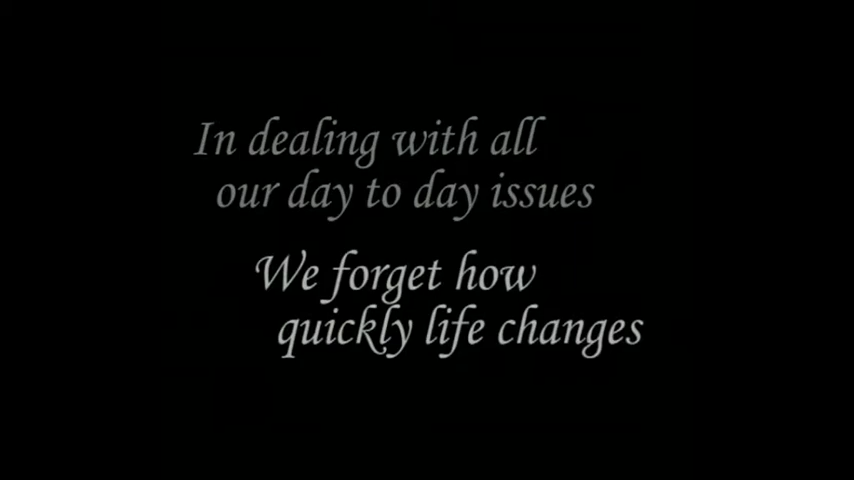 In dealing with all
our day to day issues
We forget how
quickly life changes